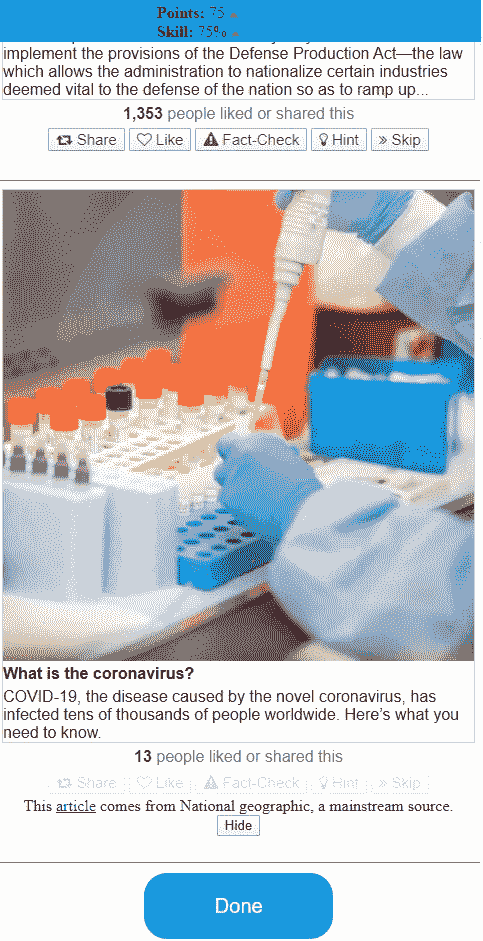 Points: 75
Skill: 75%
implement the provisions of the Defense Production Act—the law
which allows the administration to nationalize certain industries
deemed vital to the defense of the nation so as to ramp up...
1,353 people liked or shared this
Share Like Fact-Check Hint » Skip
What is the coronavirus?
COVID-19, the disease caused by the novel coronavirus, has
infected tens of thousands of people worldwide. Here’s what you
need to know.
13 people liked or shared this
Share Like Fact-Check Hint » Skip
This article comes from National geographic, a mainstream source.
Hide
Done